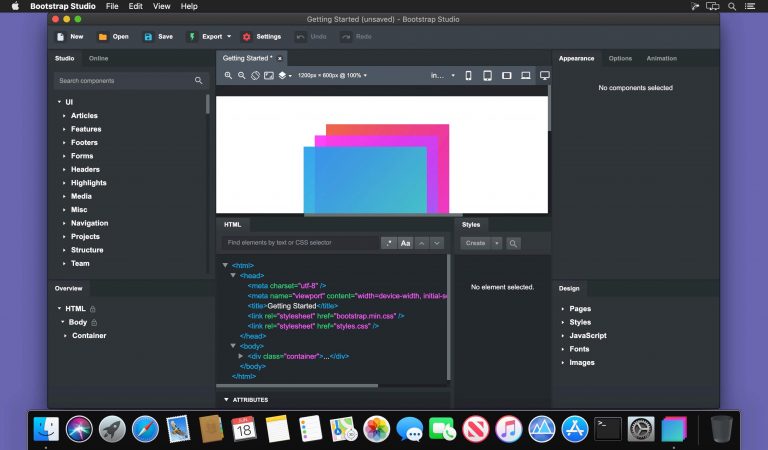 Bootstrap Studio File Edit View Help
Getting Started (unsaved) - Bootstrap Studio
New Open Save Export Settings Undo Redo
Studio Online
Search components
UI
Articles
Features
Footers
Forms
Headers
Highlights
Media
Misc
Navigation
Projects
Structure
Team
Overview
HTML
Body
Container
Getting Started *
1200px × 600px @ 100%
in...
HTML
Find elements by text or CSS selector
.* Aa
<html>
<head>
<meta charset="utf-8" />
<meta name="viewport" content="width=device-width, initial-sc
<title>Getting Started</title>
<link rel="stylesheet" href="bootstrap.min.css" />
<link rel="stylesheet" href="styles.css" />
</head>
<body>
<div class="container">...</div>
</body>
</html>
ATTRIBUTES
Styles
Create
No element selected.
Appearance Options Animation
No components selected
Design
Pages
Styles
JavaScript
Fonts
Images
JUN
18
>_